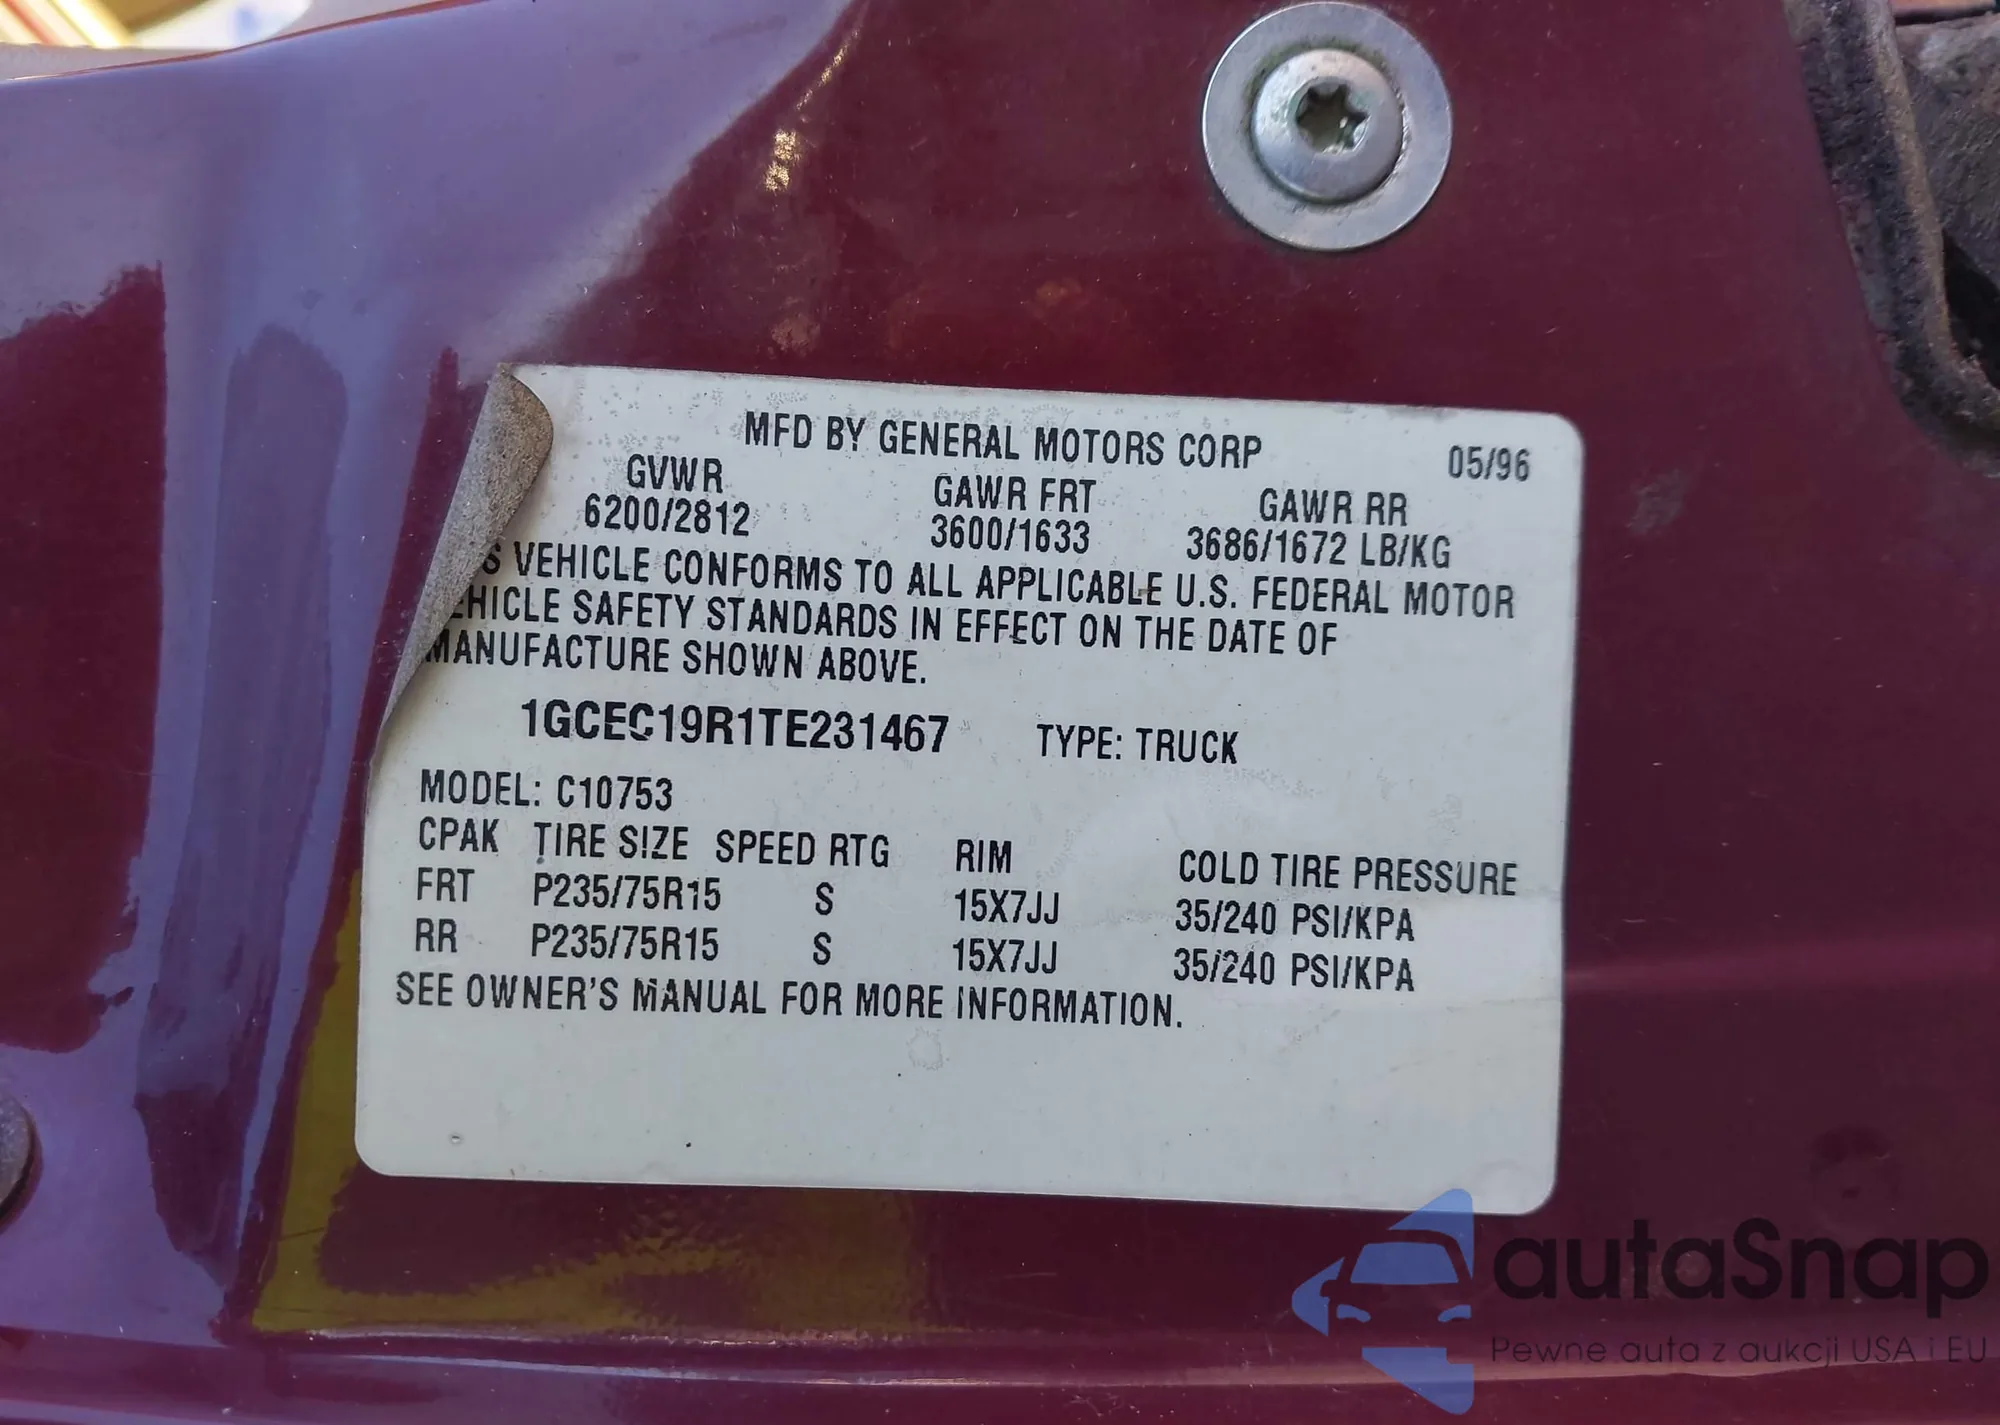 MFD BY GENERAL MOTORS CORP 05/96
GVWR GAWR FRT GAWR RR
6200/2812 3600/1633 3686/1672 LB/KG
S VEHICLE CONFORMS TO ALL APPLICABLE U.S. FEDERAL MOTOR
EHICLE SAFETY STANDARDS IN EFFECT ON THE DATE OF
MANUFACTURE SHOWN ABOVE.
1GCEC19R1TE231467 TYPE: TRUCK
MODEL: C10753
CPAK TIRE SIZE SPEED RTG RIM COLD TIRE PRESSURE
FRT P235/75R15 S 15X7JJ 35/240 PSI/KPA
RR P235/75R15 S 15X7JJ 35/240 PSI/KPA
SEE OWNER'S MANUAL FOR MORE INFORMATION.
autaSnap
Pewne auta z aukcji USA i EU